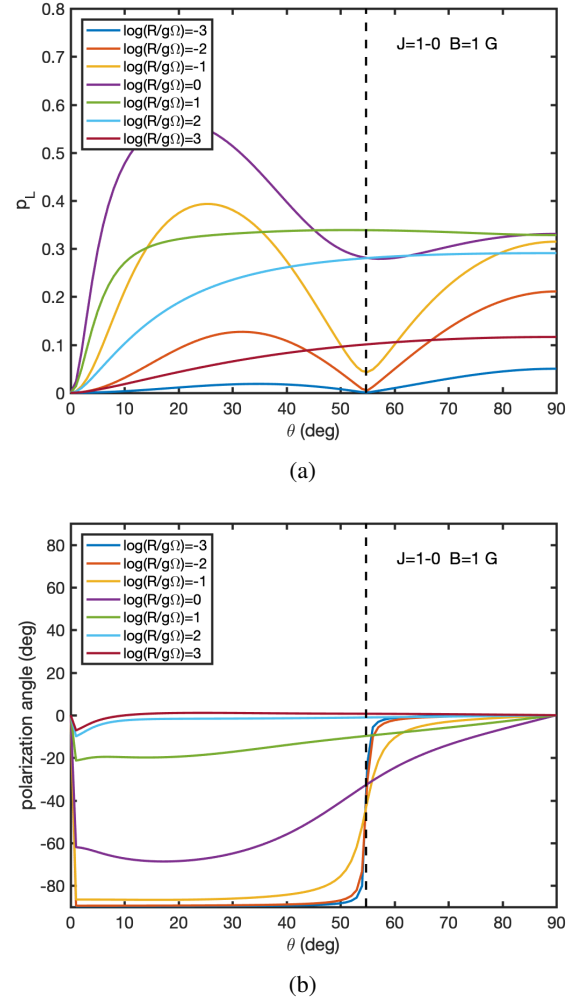 0.8
0.7
0.6
0.5
0.4
0.3
0.2
0.1
0
p_L
log(R/gΩ)=-3
log(R/gΩ)=-2
log(R/gΩ)=-1
log(R/gΩ)=0
log(R/gΩ)=1
log(R/gΩ)=2
log(R/gΩ)=3
J=1-0 B=1 G
0 10 20 30 40 50 60 70 80 90
θ (deg)
(a)
80
60
40
20
0
-20
-40
-60
-80
polarization angle (deg)
log(R/gΩ)=-3
log(R/gΩ)=-2
log(R/gΩ)=-1
log(R/gΩ)=0
log(R/gΩ)=1
log(R/gΩ)=2
log(R/gΩ)=3
J=1-0 B=1 G
0 10 20 30 40 50 60 70 80 90
θ (deg)
(b)